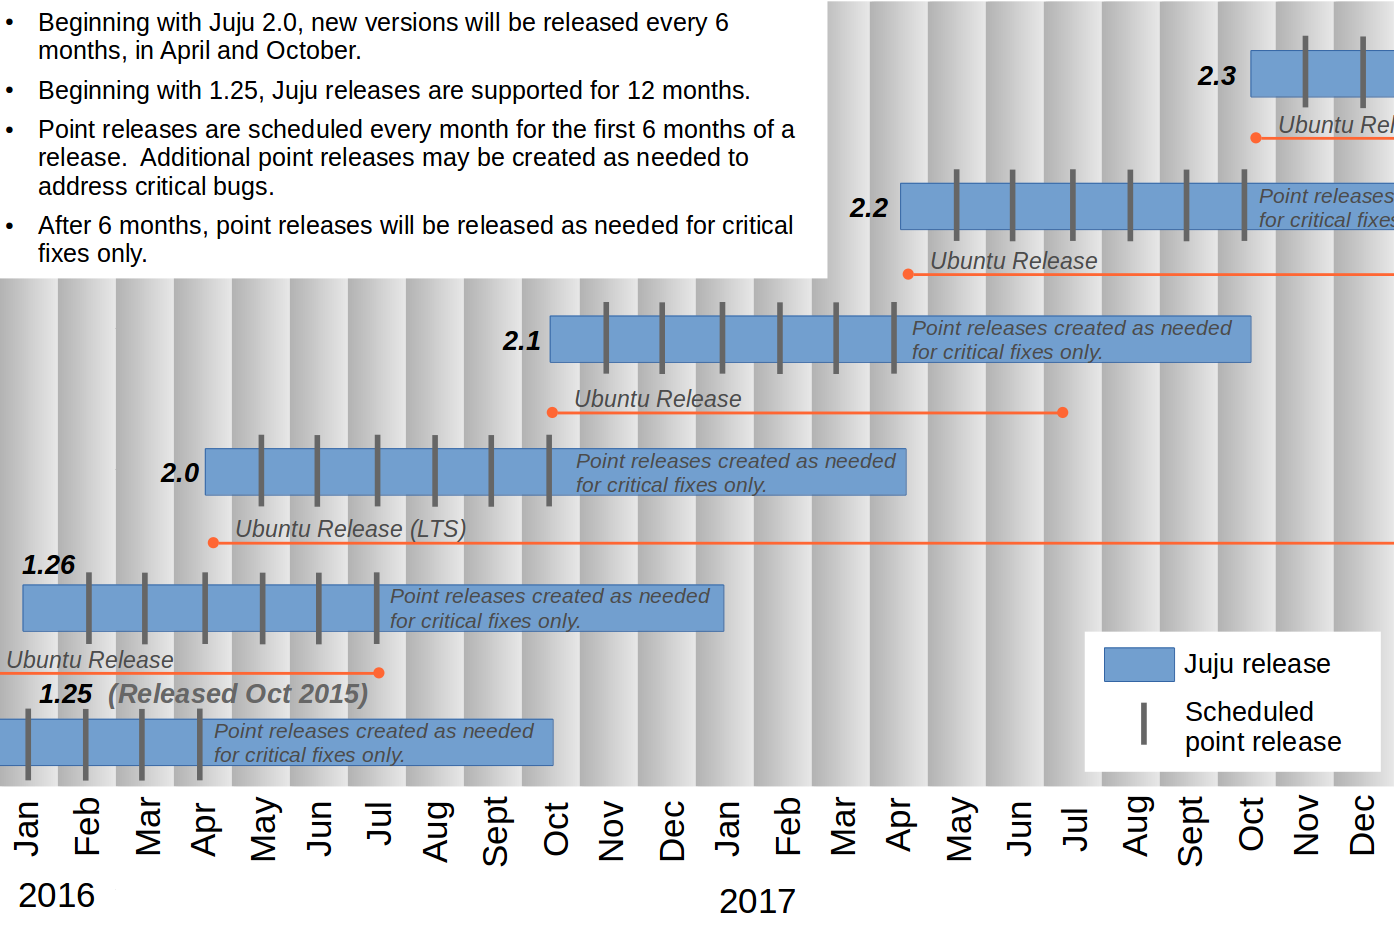 • Beginning with Juju 2.0, new versions will be released every 6
months, in April and October.
• Beginning with 1.25, Juju releases are supported for 12 months.
• Point releases are scheduled every month for the first 6 months of a
release.  Additional point releases may be created as needed to
address critical bugs.
• After 6 months, point releases will be released as needed for critical
fixes only.
2.3
Ubuntu Rel
2.2
Point releases
for critical fixes
Ubuntu Release
2.1
Point releases created as needed
for critical fixes only.
Ubuntu Release
2.0
Point releases created as needed
for critical fixes only.
Ubuntu Release (LTS)
1.26
Point releases created as needed
for critical fixes only.
Ubuntu Release
1.25 (Released Oct 2015)
Point releases created as needed
for critical fixes only.
Juju release
Scheduled
point release
Jan Feb Mar Apr May Jun Jul Aug Sept Oct Nov Dec Jan Feb Mar Apr May Jun Jul Aug Sept Oct Nov Dec
2016 2017